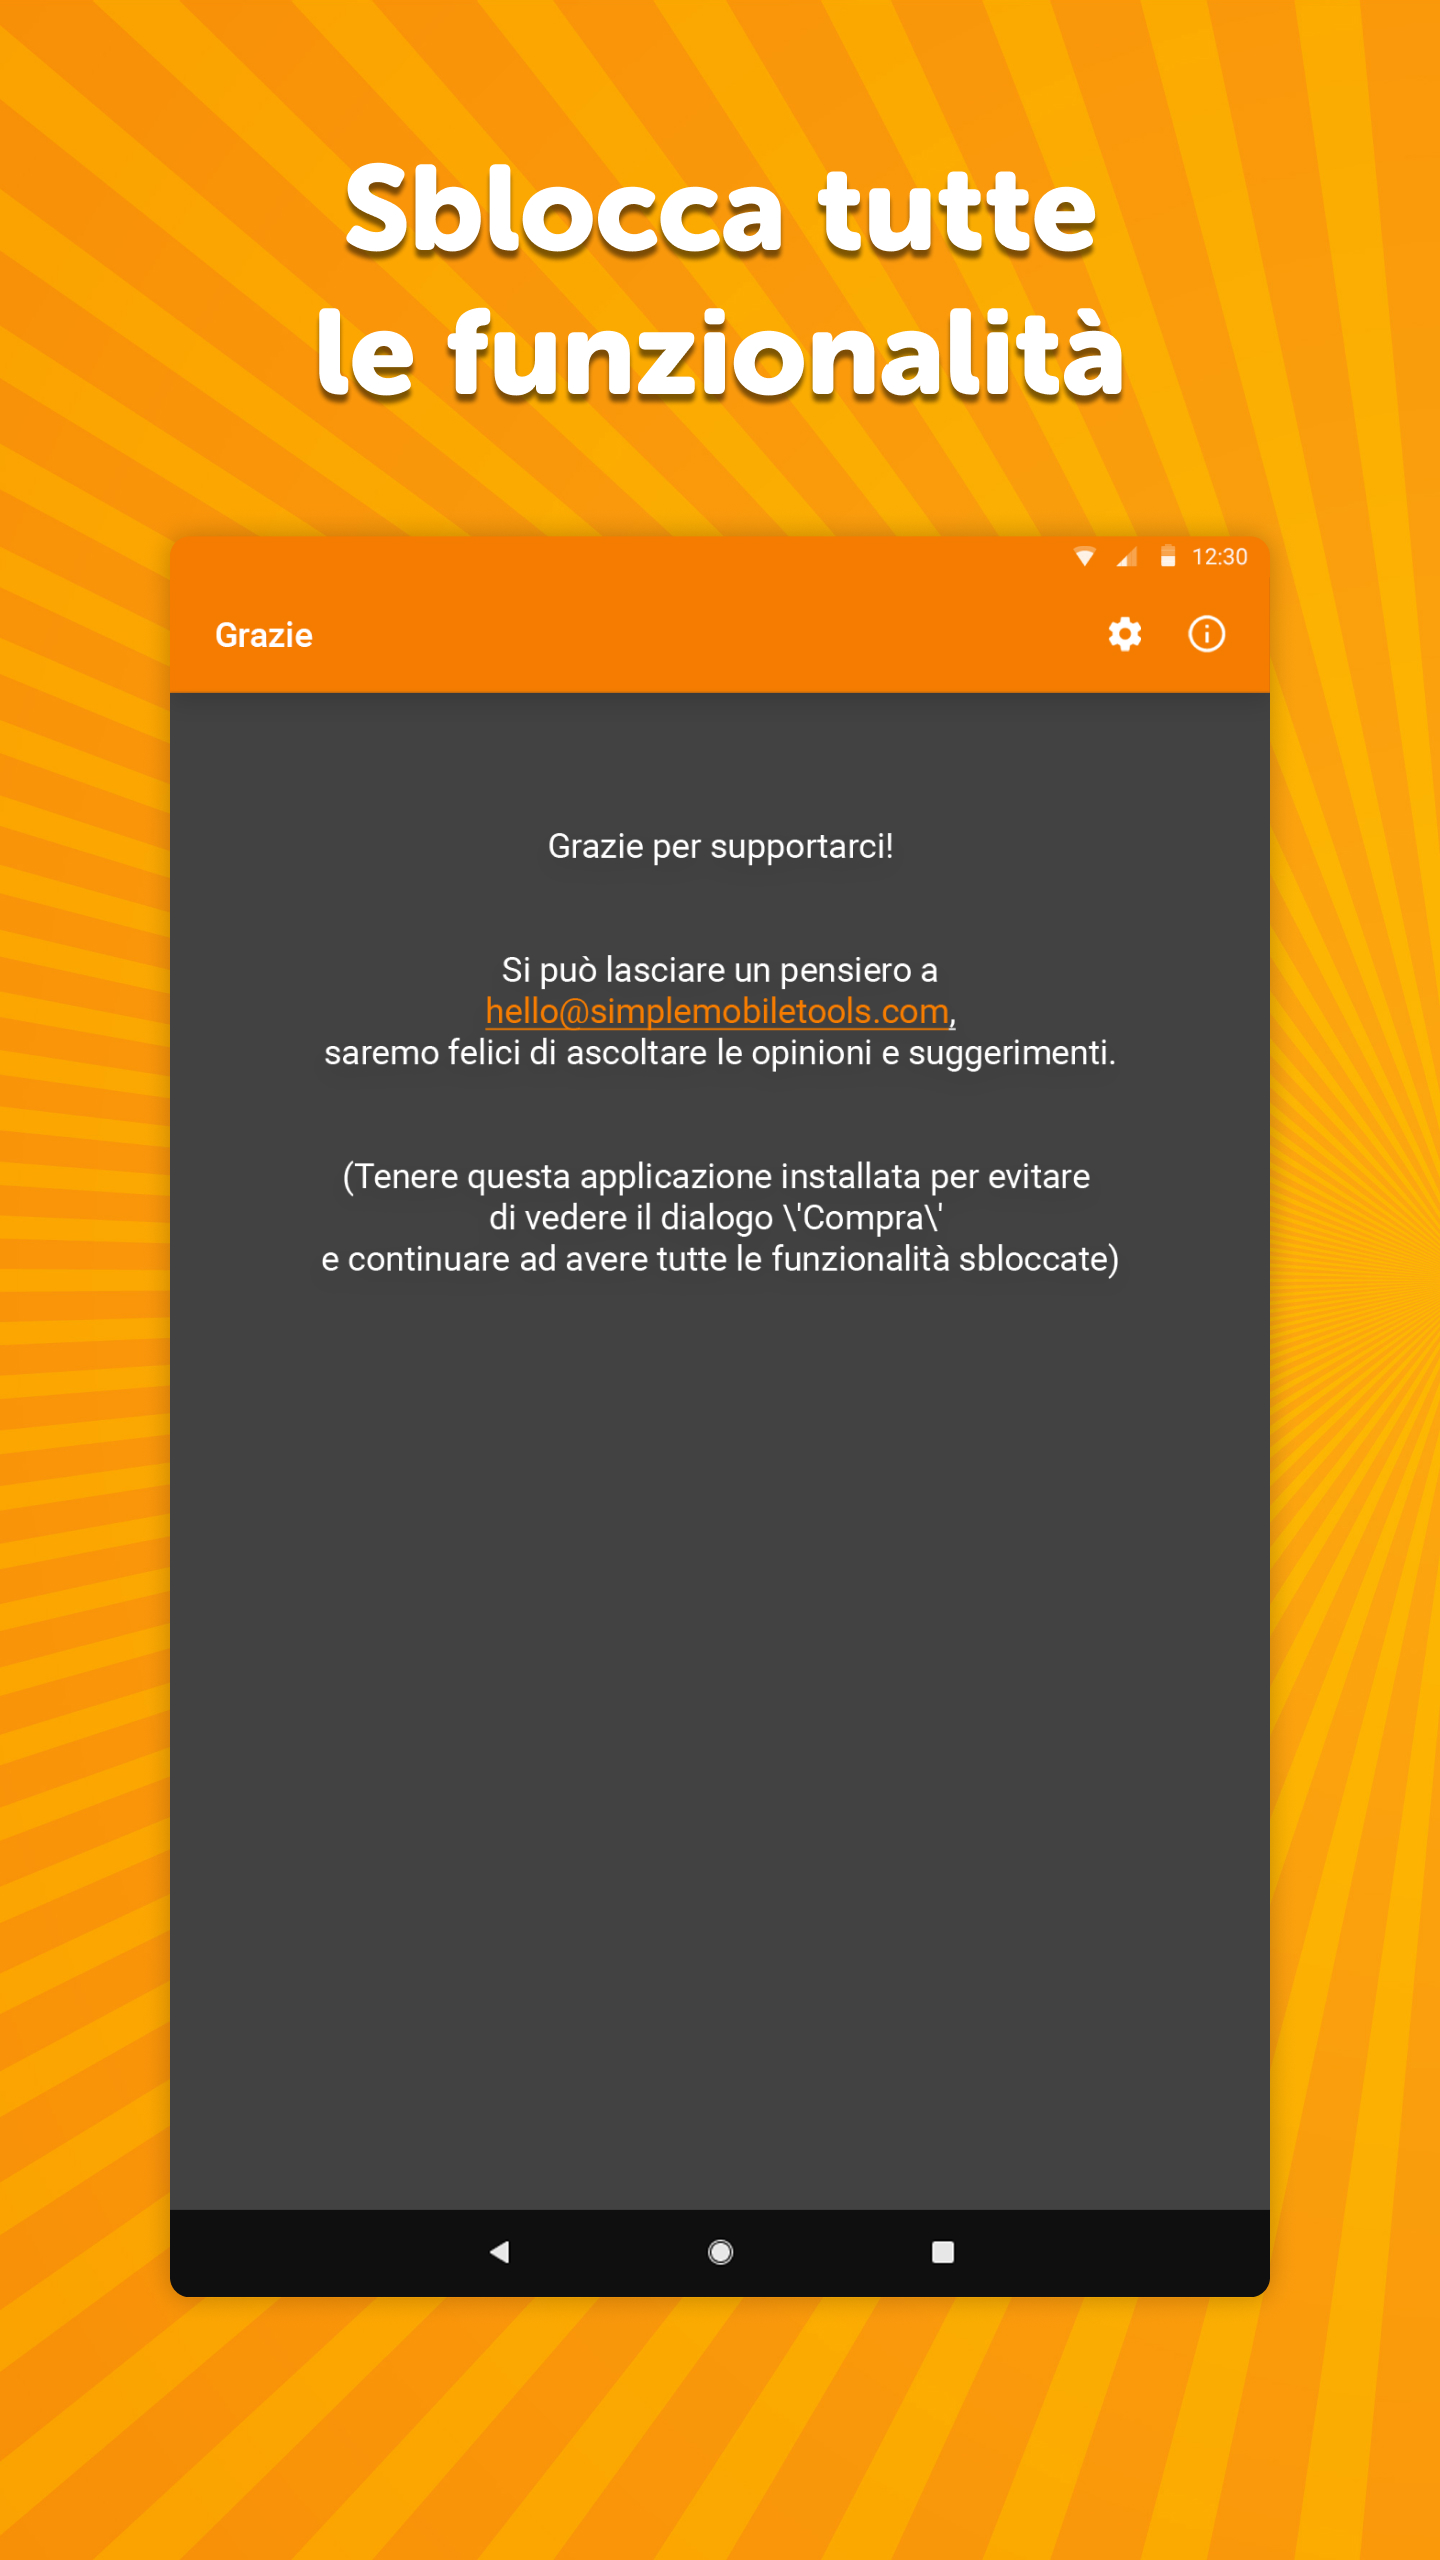 Sblocca tutte
le funzionalità
12:30
Grazie
Grazie per supportarci!
Si può lasciare un pensiero a
hello@simplemobiletools.com,
saremo felici di ascoltare le opinioni e suggerimenti.
(Tenere questa applicazione installata per evitare
di vedere il dialogo \'Compra\'
e continuare ad avere tutte le funzionalità sbloccate)